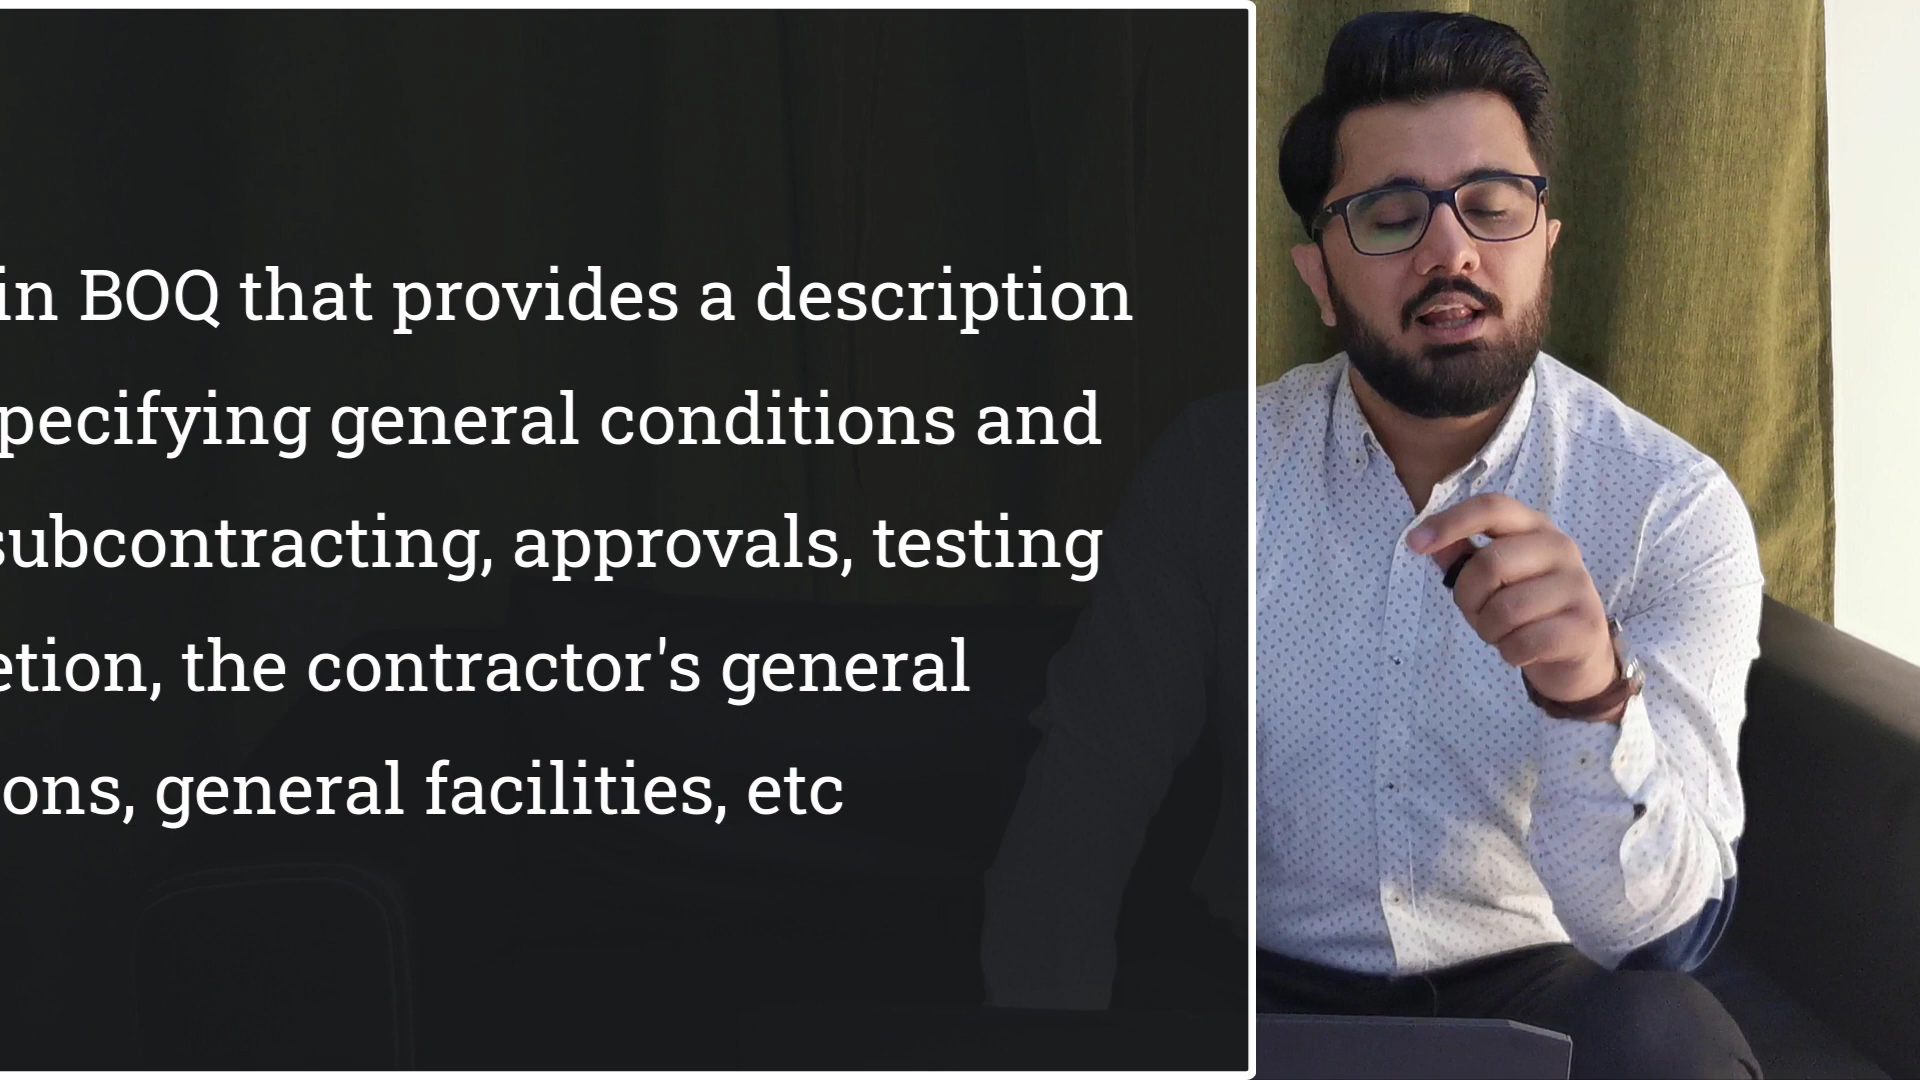 in BOQ that provides a description
pecifying general conditions and
subcontracting, approvals, testing
etion, the contractor's general
ons, general facilities, etc